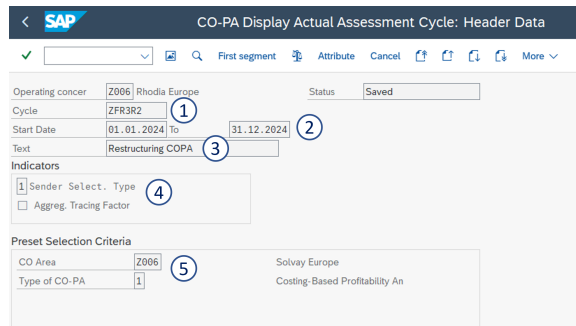 SAP CO-PA Display Actual Assessment Cycle: Header Data
First segment Attribute Cancel More
Operating concer Z006 Rhodia Europe Status Saved
Cycle ZFR3R2 1
Start Date 01.01.2024 To 31.12.2024 2
Text Restructuring COPA 3
Indicators
1 Sender Select. Type 4
Aggreg. Tracing Factor
Preset Selection Criteria
CO Area Z006 5 Solvay Europe
Type of CO-PA 1 Costing-Based Profitability An